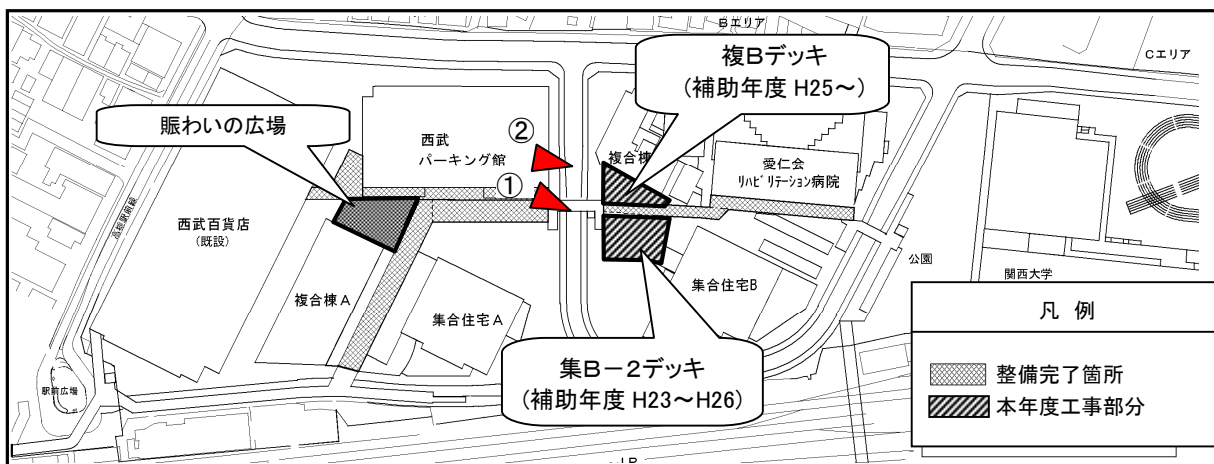 Bエリア
Cエリア
複Bデッキ
(補助年度 H25～)
賑わいの広場
②
西武
パーキング館
複合棟
愛仁会
リハビリテーション病院
①
西武百貨店
(既設)
高槻駅前線
公園
関西大学
複合棟A
集合住宅A
集合住宅B
凡 例
集B－2デッキ
(補助年度 H23～H26)
整備完了箇所
本年度工事部分
駅前広場
JR